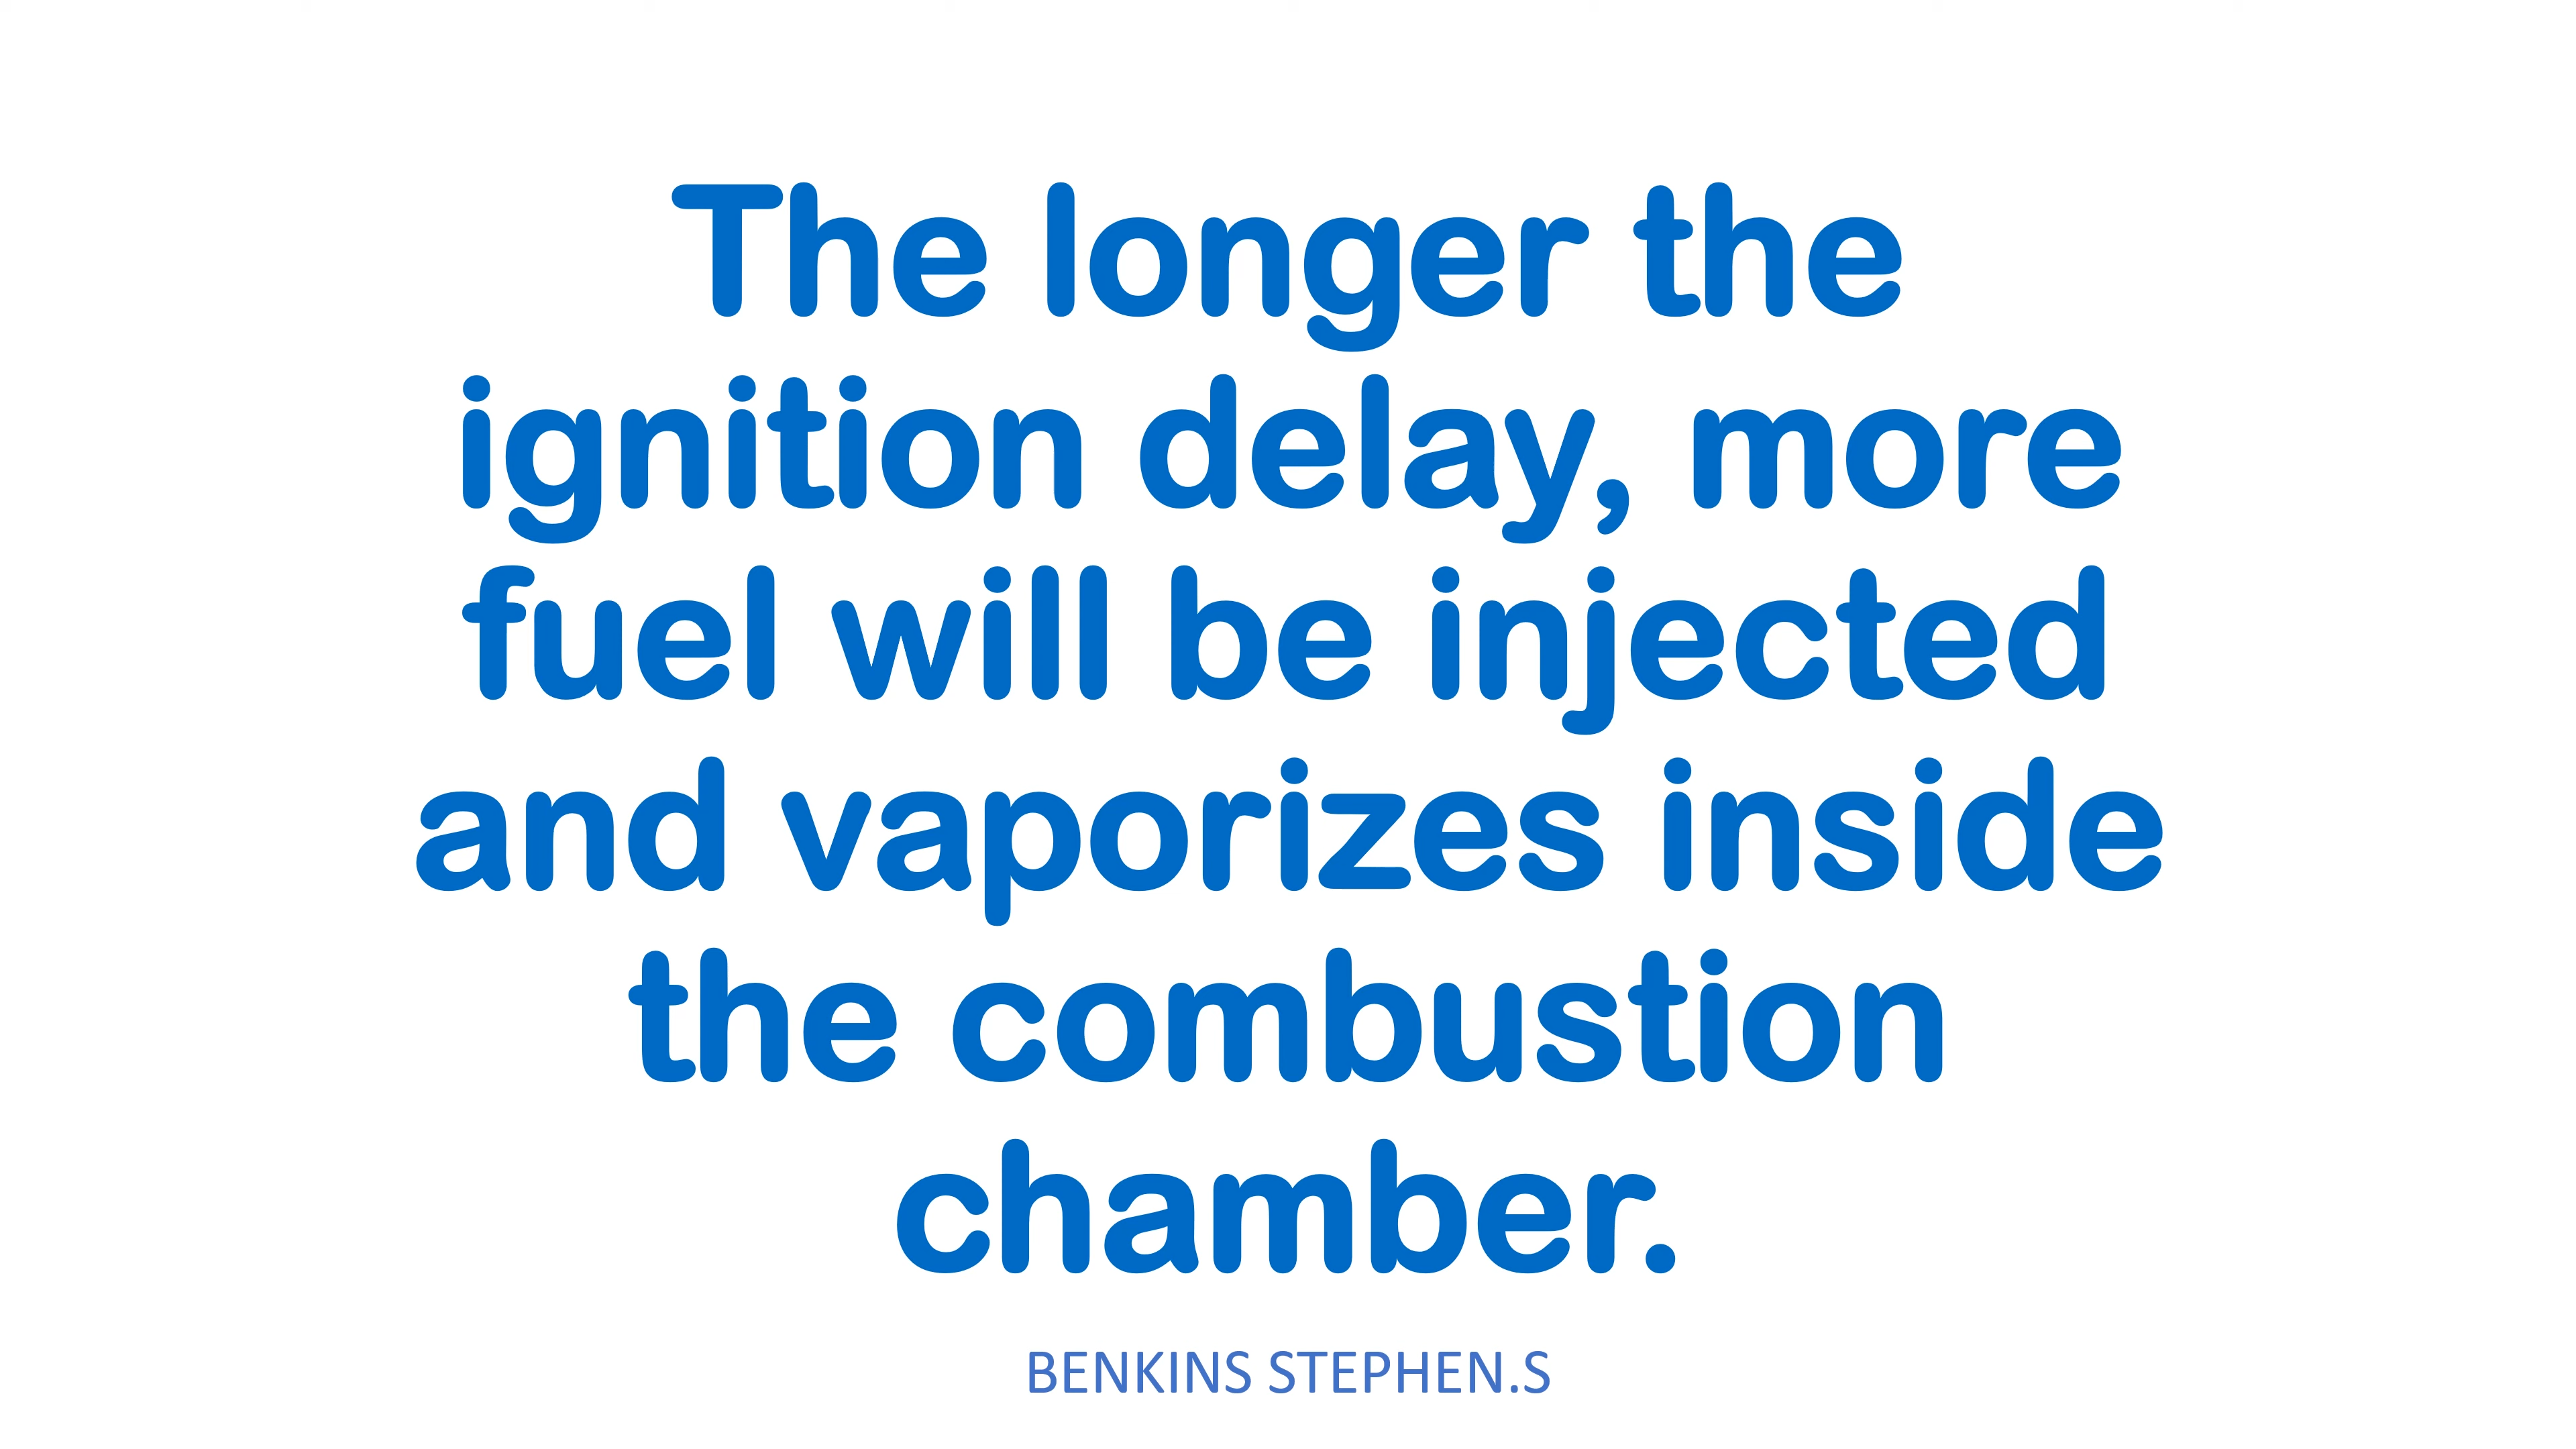 The longer the
ignition delay, more
fuel will be injected
and vaporizes inside
the combustion
chamber.
BENKINS STEPHEN.S